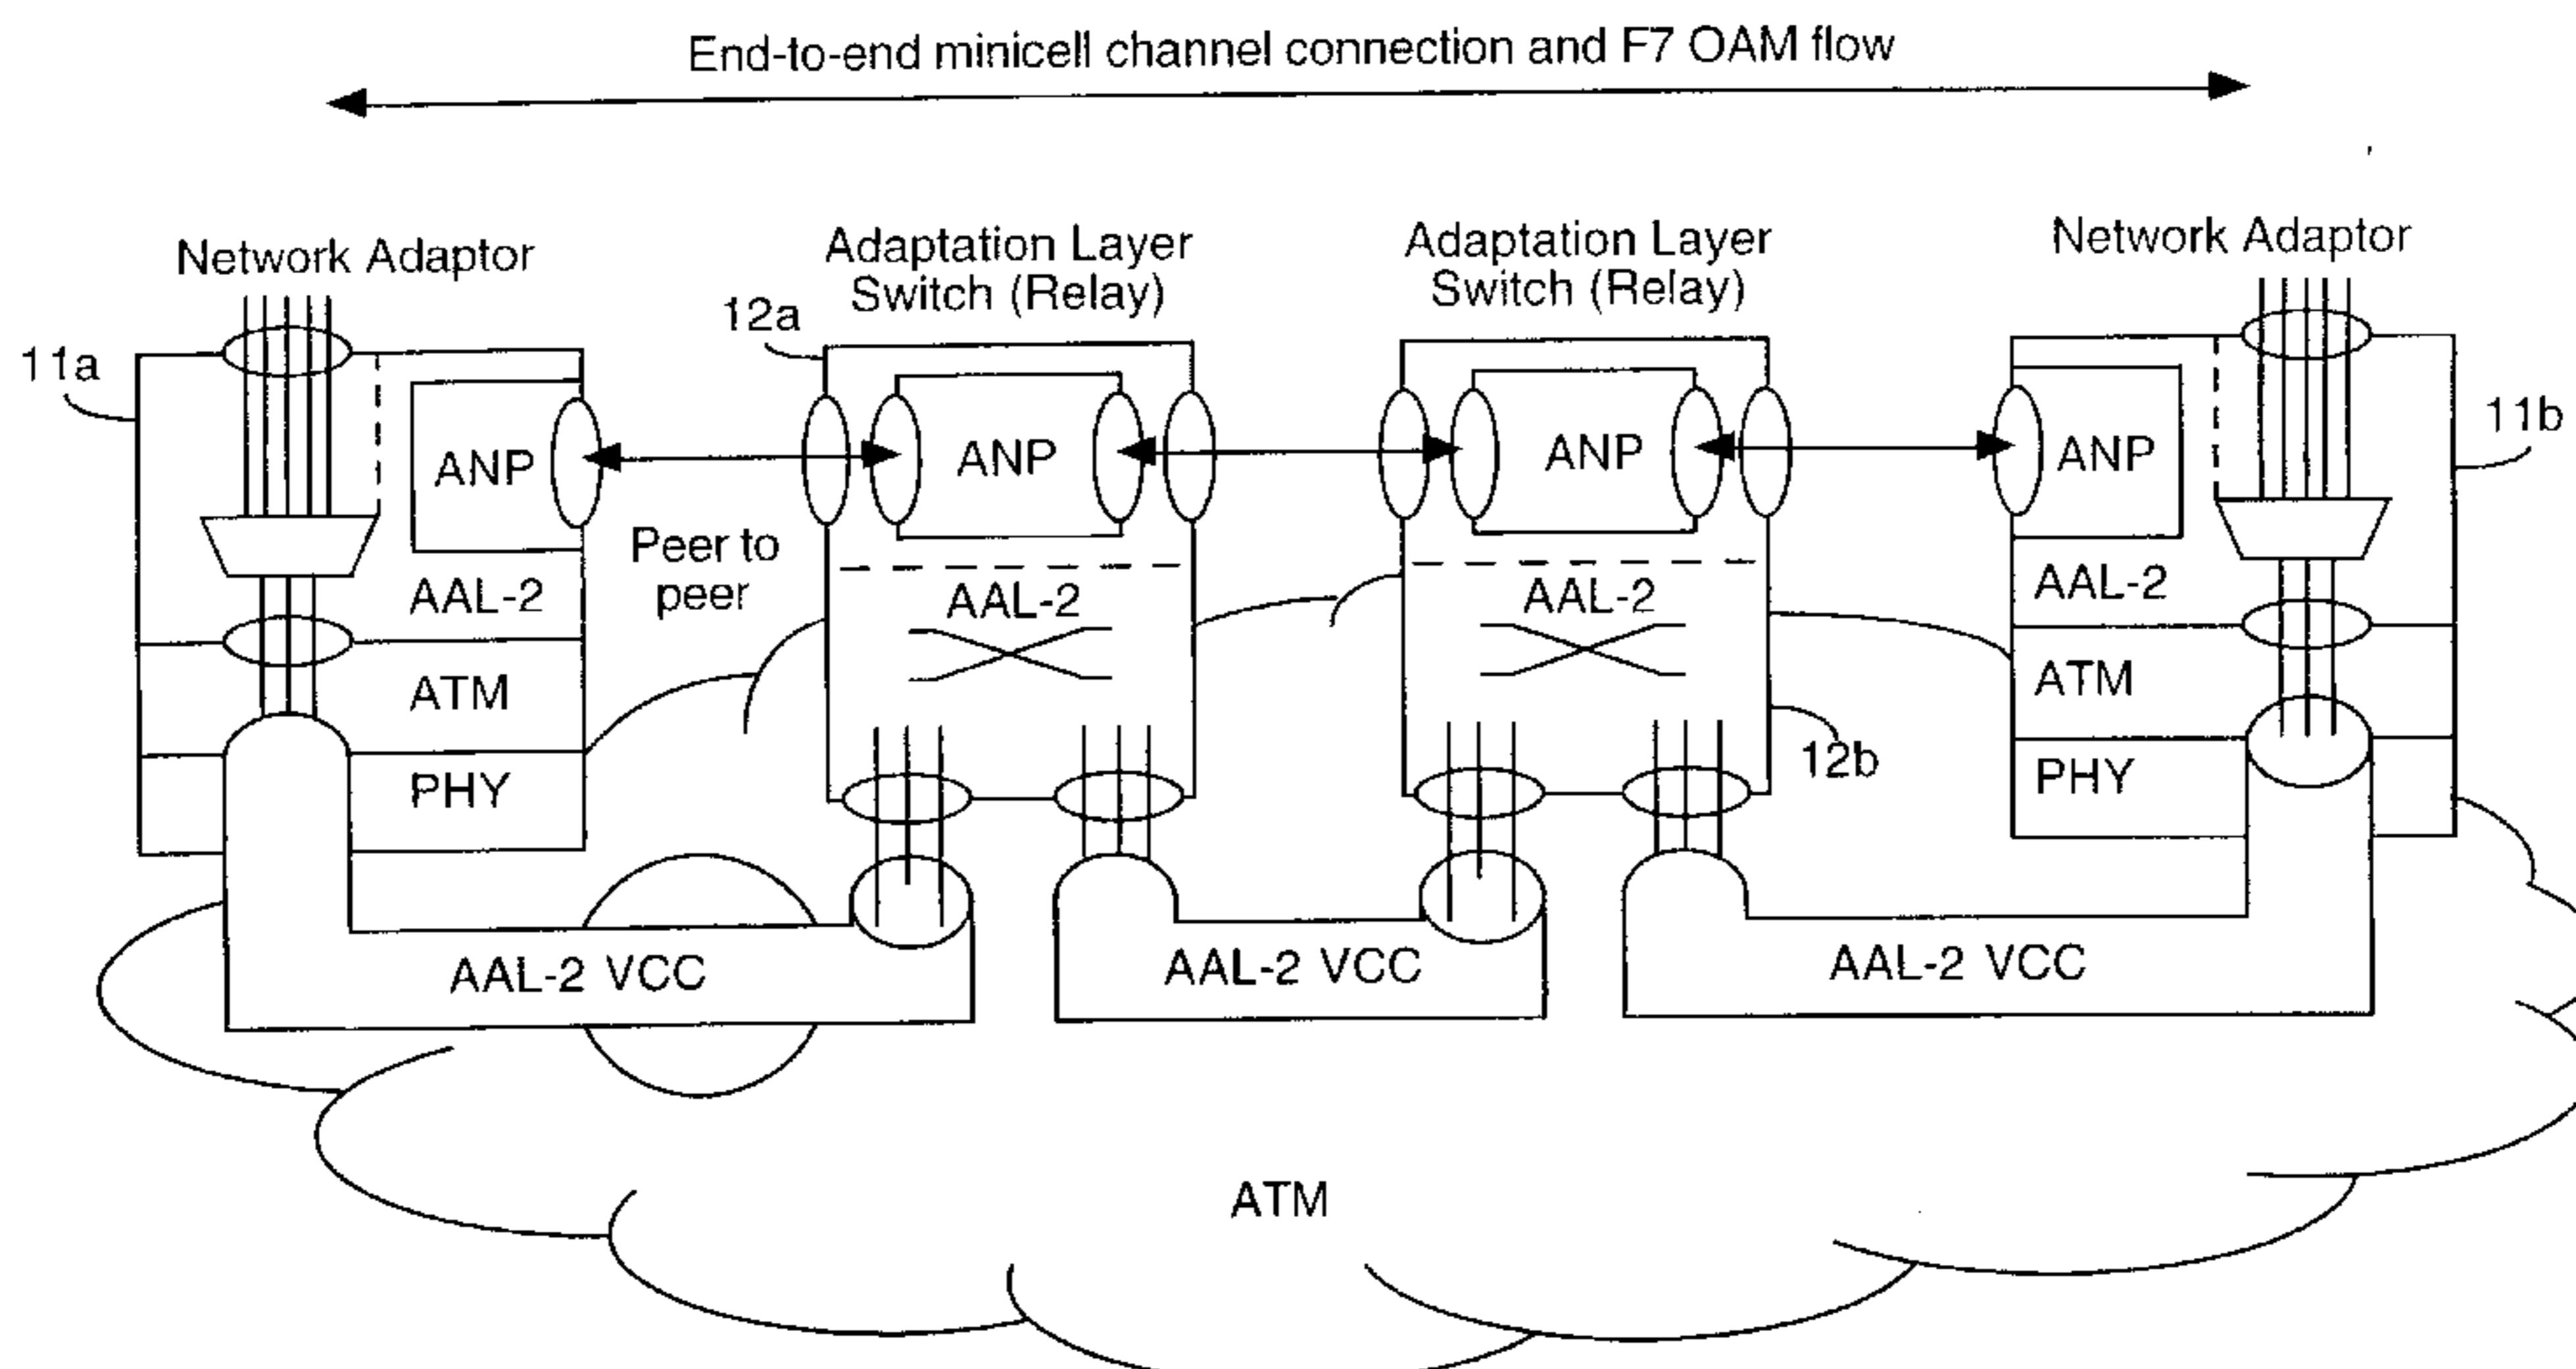 End-to-end minicell channel connection and F7 OAM flow
Network Adaptor
Adaptation Layer
Switch (Relay)
Adaptation Layer
Switch (Relay)
Network Adaptor
11a
12a
11b
ANP
ANP
ANP
ANP
Peer to
peer
AAL-2
AAL-2
AAL-2
AAL-2
ATM
ATM
PHY
12b
PHY
AAL-2 VCC
AAL-2 VCC
AAL-2 VCC
ATM